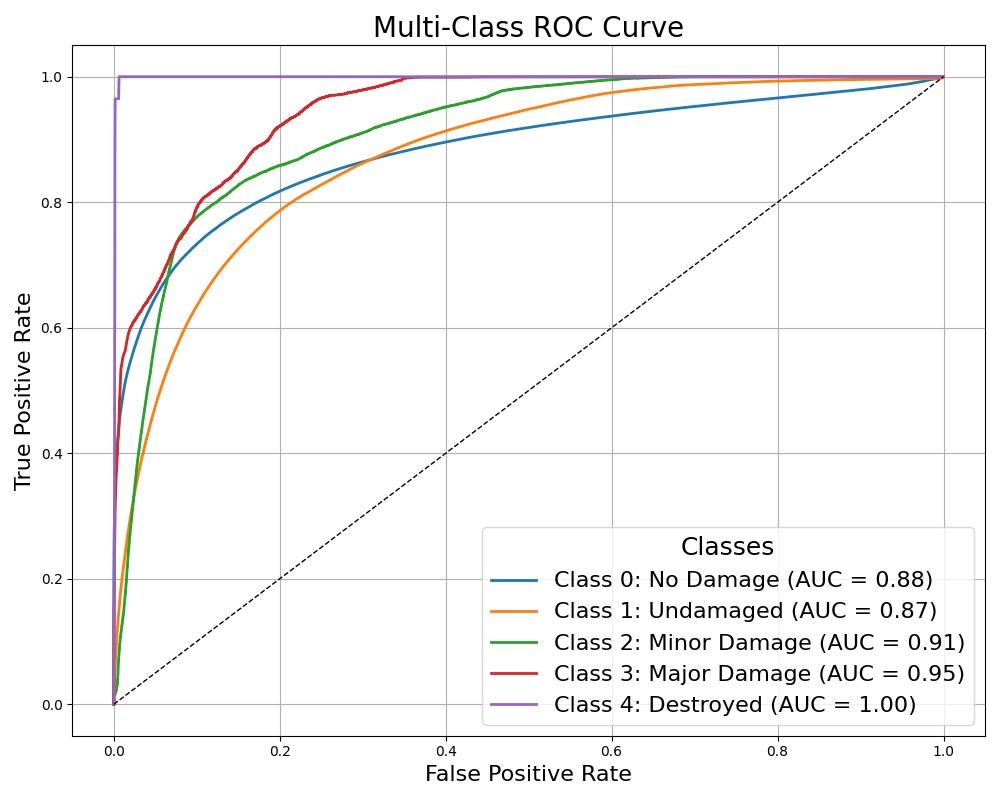 Multi-Class ROC Curve
True Positive Rate
1.0
0.8
0.6
0.4
0.2
0.0
Classes
Class 0: No Damage (AUC = 0.88)
Class 1: Undamaged (AUC = 0.87)
Class 2: Minor Damage (AUC = 0.91)
Class 3: Major Damage (AUC = 0.95)
Class 4: Destroyed (AUC = 1.00)
0.0 0.2 0.4 0.6 0.8 1.0
False Positive Rate